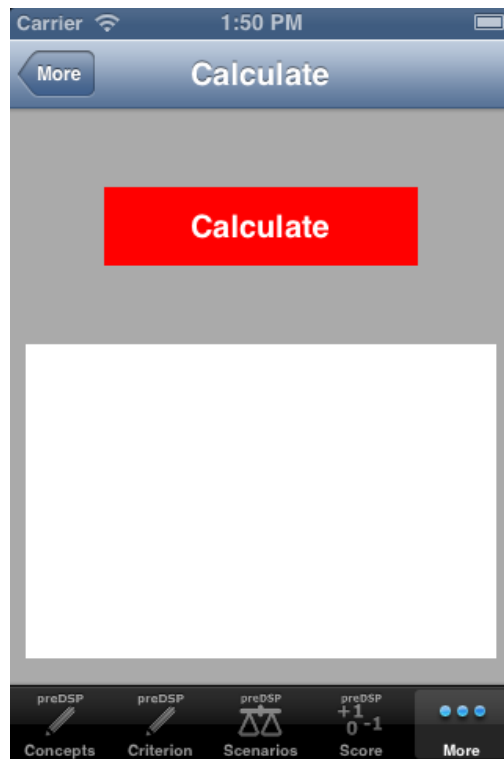 Carrier 1:50 PM
More Calculate
Calculate
preDSP preDSP preDSP preDSP
+1
0 -1
Concepts Criterion Scenarios Score More